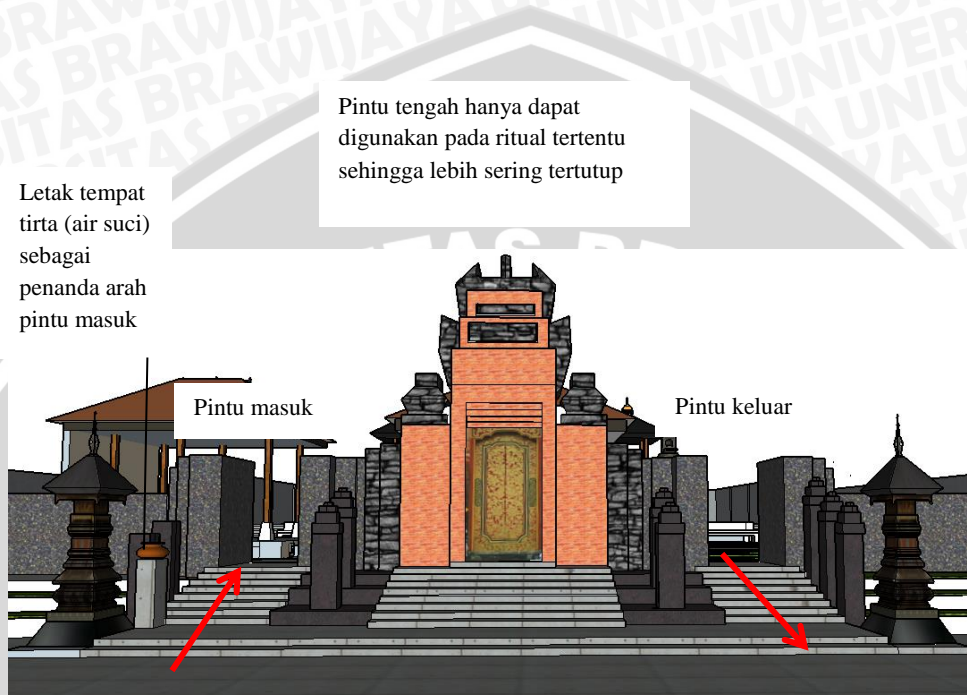 Pintu tengah hanya dapat
digunakan pada ritual tertentu
sehingga lebih sering tertutup
Letak tempat
tirta (air suci)
sebagai
penanda arah
pintu masuk
Pintu masuk
Pintu keluar